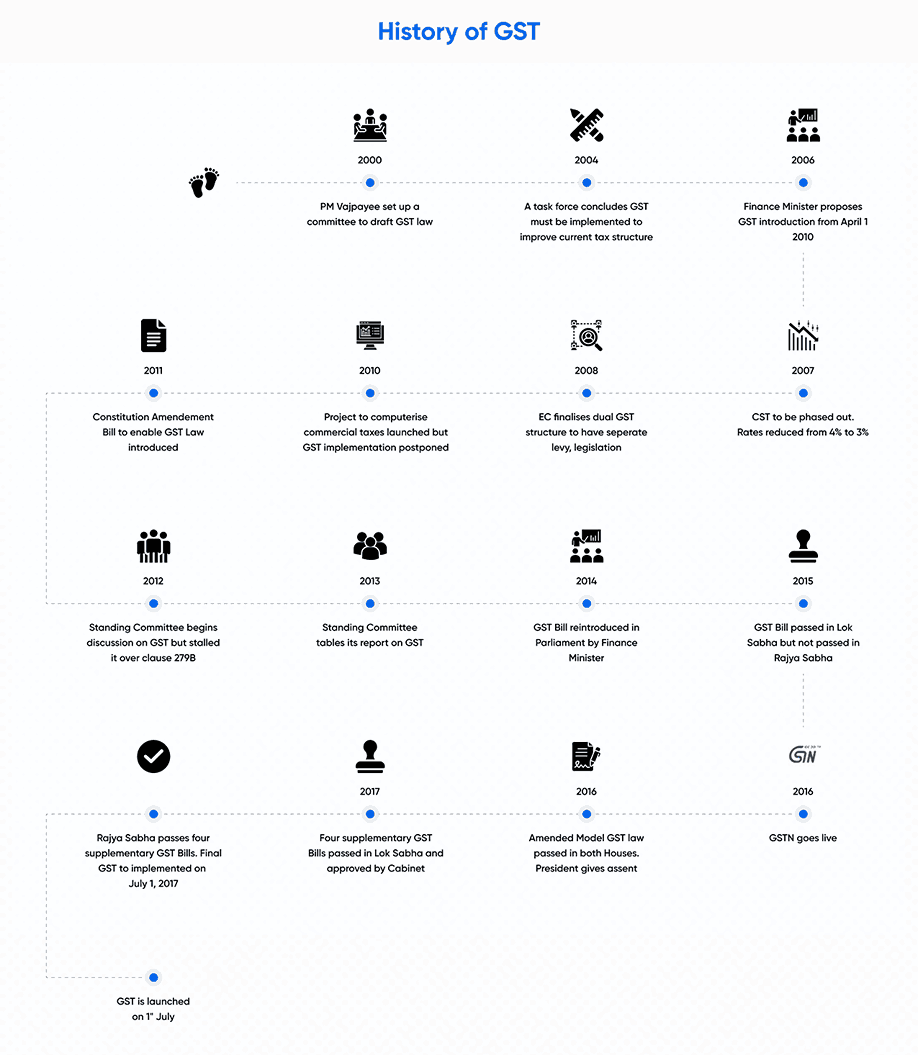 History of GST
2000
PM Vajpayee set up a
committee to draft GST law
2004
A task force concludes GST
must be implemented to
improve current tax structure
2006
Finance Minister proposes
GST introduction from April 1
2010
2007
CST to be phased out.
Rates reduced from 4% to 3%
2008
EC finalises dual GST
structure to have seperate
levy, legislation
2010
Project to computerise
commercial taxes launched but
GST implementation postponed
2011
Constitution Amendement
Bill to enable GST Law
introduced
2012
Standing Committee begins
discussion on GST but stalled
it over clause 279B
2013
Standing Committee
tables its report on GST
2014
GST Bill reintroduced in
Parliament by Finance
Minister
2015
GST Bill passed in Lok
Sabha but not passed in
Rajya Sabha
GSTN
2016
GSTN goes live
2016
Amended Model GST law
passed in both Houses.
President gives assent
2017
Four supplementary GST
Bills passed in Lok Sabha and
approved by Cabinet
Rajya Sabha passes four
supplementary GST Bills. Final
GST to implemented on
July 1, 2017
GST is launched
on 1" July